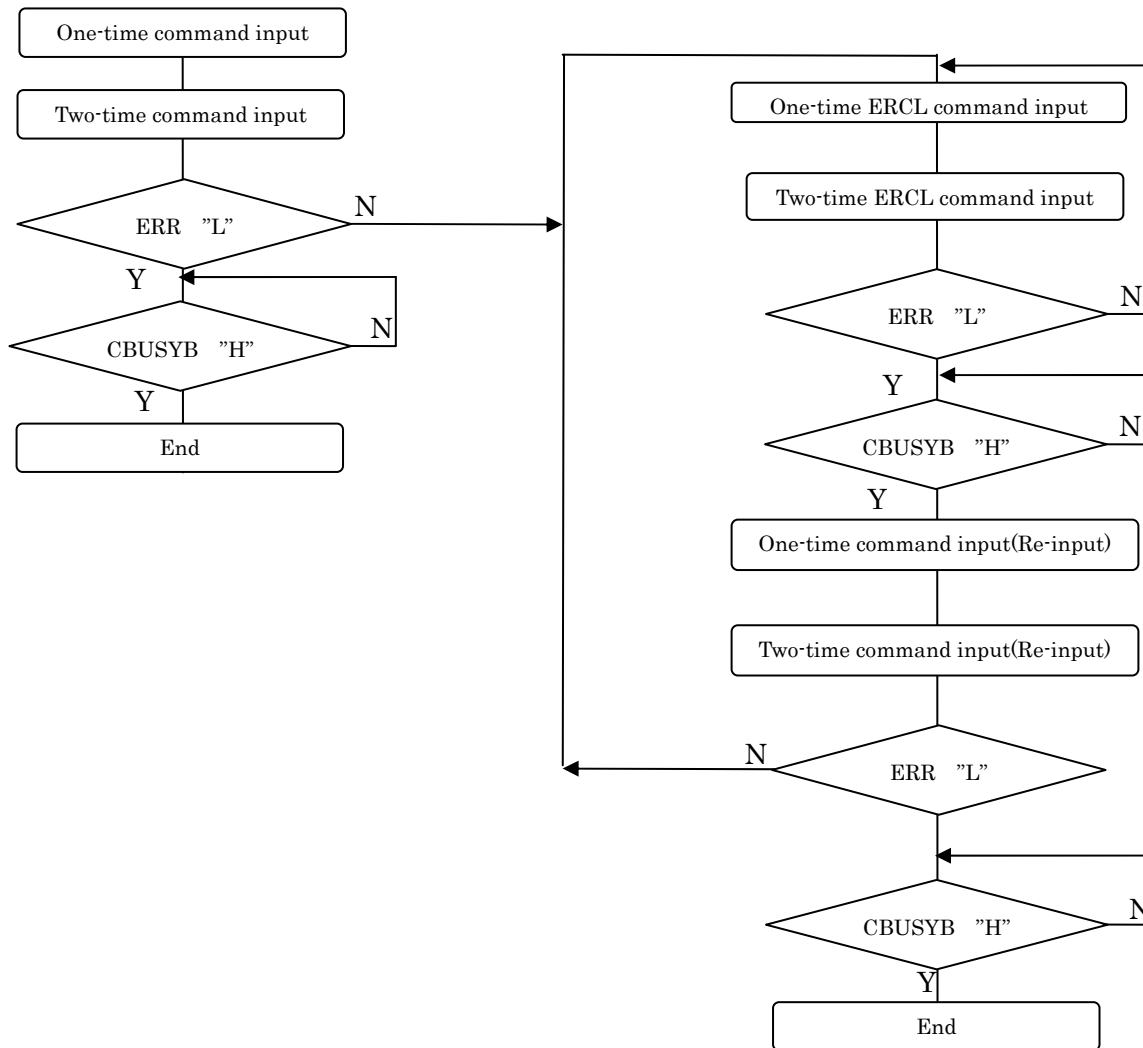 One-time command input
Two-time command input
ERR ”L”
N
Y
CBUSYB ”H”
N
Y
End
One-time ERCL command input
Two-time ERCL command input
ERR ”L”
N
Y
CBUSYB ”H”
N
Y
One-time command input(Re-input)
Two-time command input(Re-input)
N
ERR ”L”
CBUSYB ”H”
N
Y
End